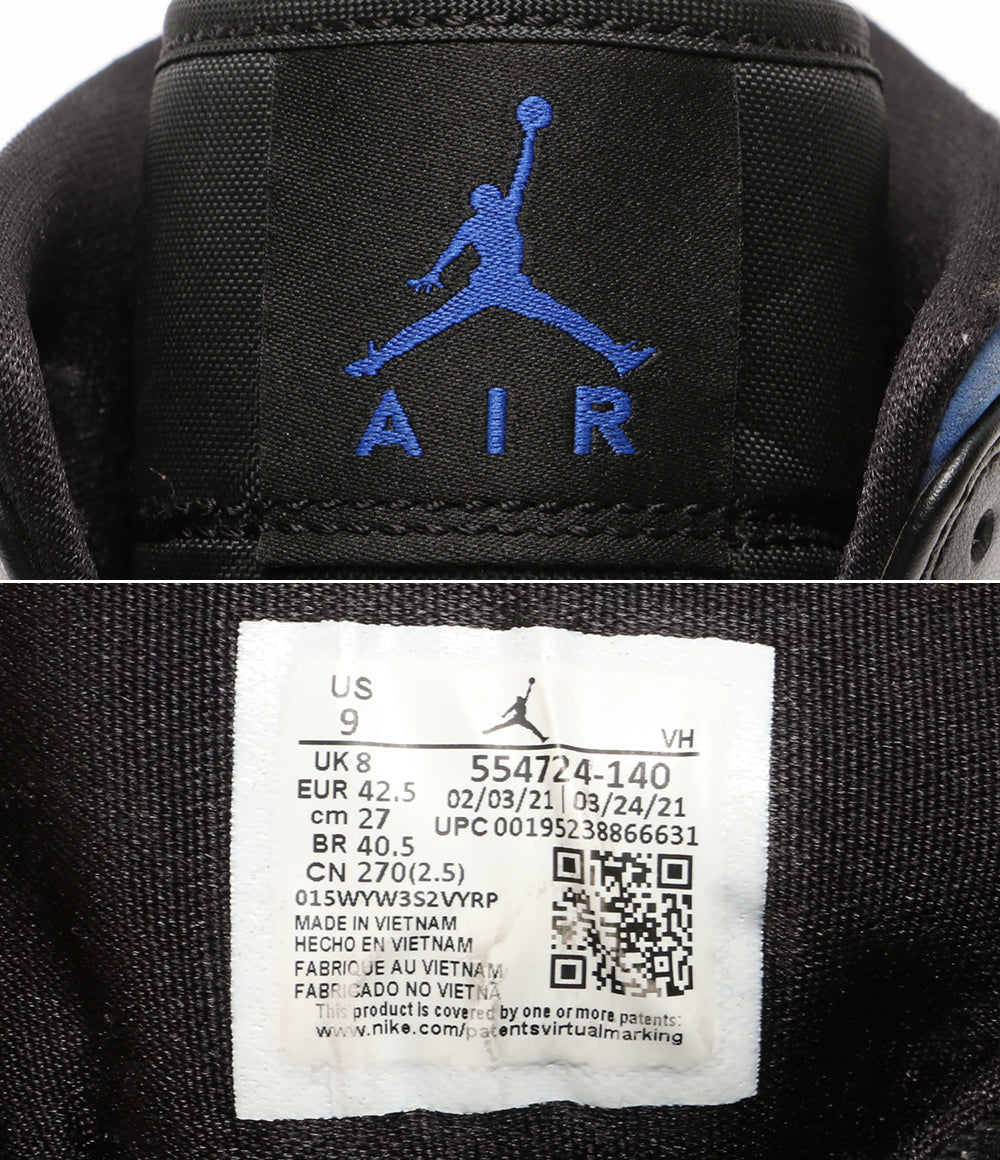 AIR
US
9
VH
UK 8
EUR 42.5
cm 27
BR 40.5
CN 270(2.5)
554724-140
02/03/21 | 03/24/21
UPC 00195238866631
015WYW3S2VYRP
MADE IN VIETNAM
HECHO EN VIETNAM
FABRIQUE AU VIETNAM
FABRICADO NO VIETNÃ
This product is covered by one or more patents:
www.nike.com/patentsvirtualmarking